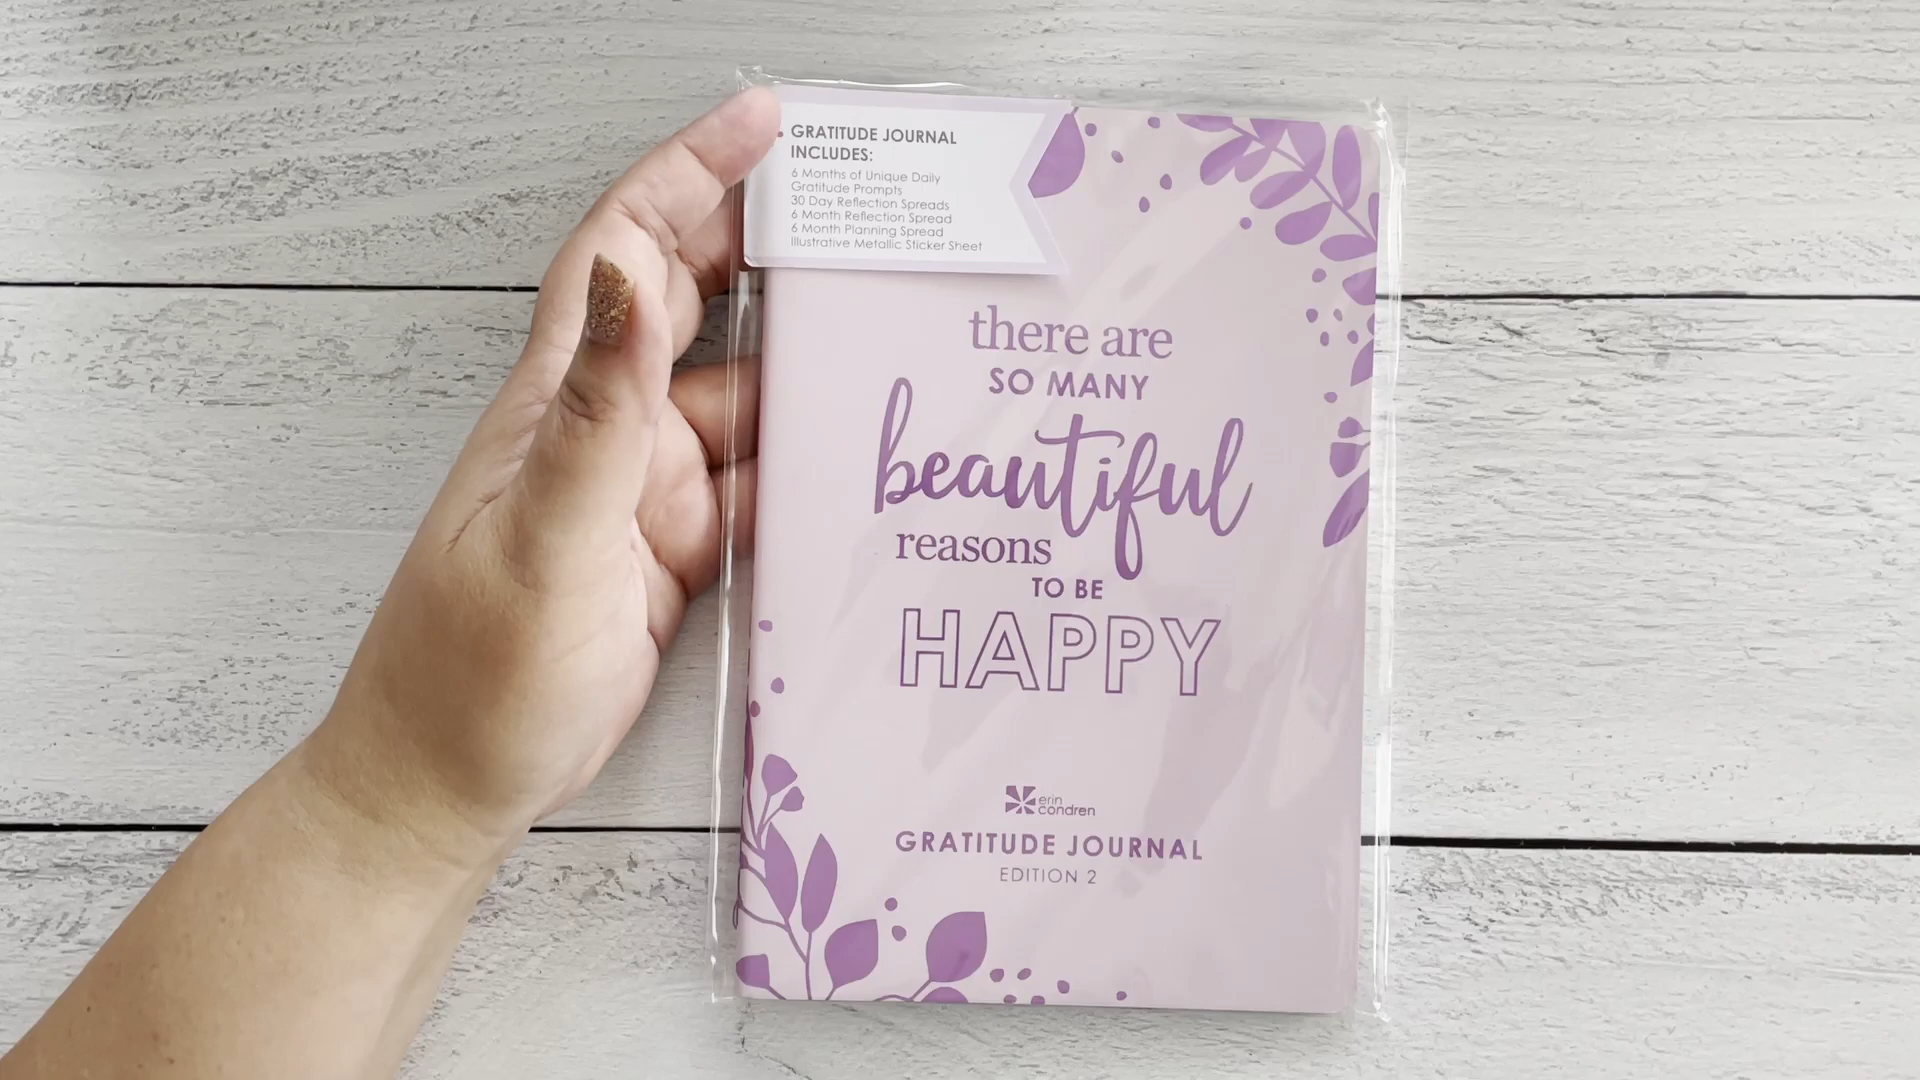 GRATITUDE JOURNAL
INCLUDES:
6 Months of Unique Daily
Gratitude Prompts
30 Day Reflection Spreads
6 Month Reflection Spread
6 Month Planning Spread
Illustrative Metallic Sticker Sheet
there are
SO MANY
beautiful
reasons
TO BE
HAPPY
erin
condren
GRATITUDE JOURNAL
EDITION 2